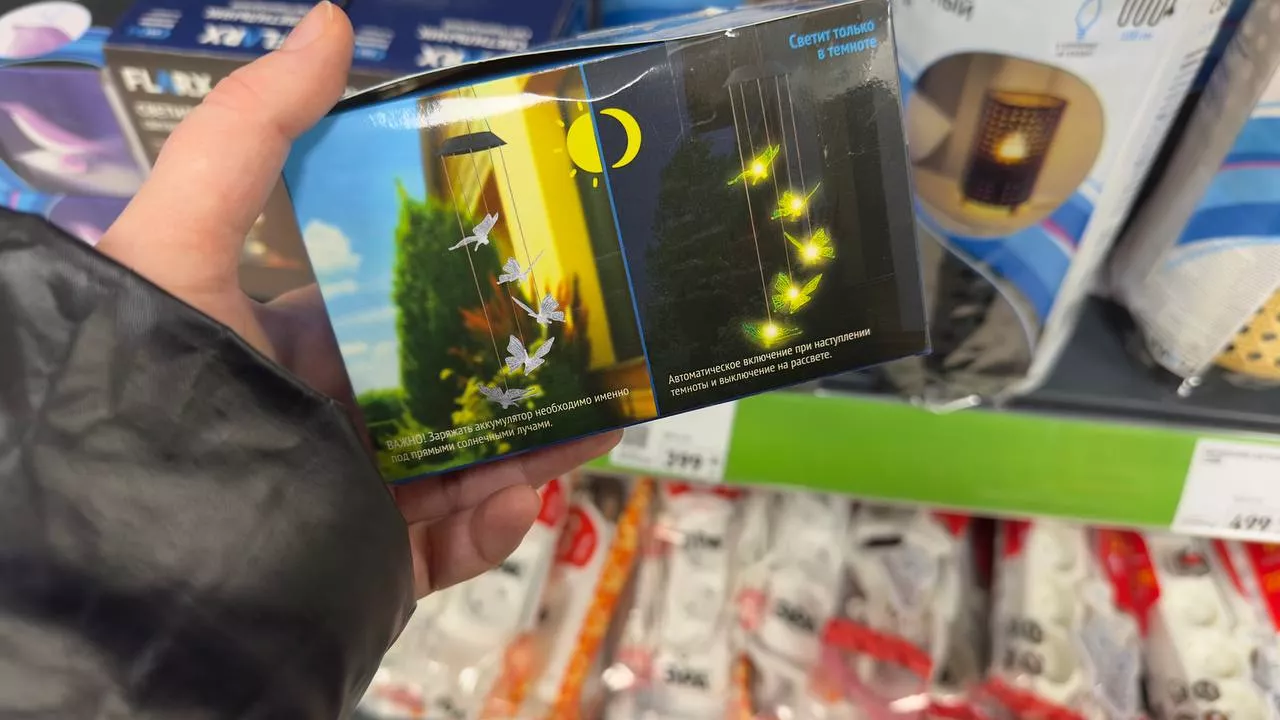 FLARX
Светит только
в темноте
Автоматическое включение при наступлении
темноты и выключение на рассвете.
ВАЖНО! Заряжать аккумулятор необходимо именно
под прямыми солнечными лучами.
399
499